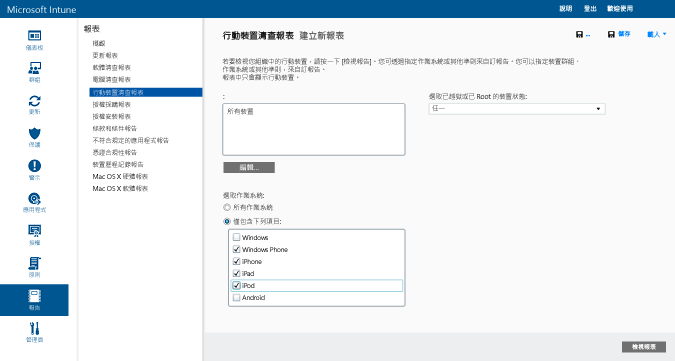 Microsoft Intune
說明
登出
歡迎使用
儀表板
群組
更新
保護
警示
應用程式
授權
原則
報告
管理員
報表
概觀
更新報表
軟體清查報表
電腦清查報表
行動裝置清查報表
授權採購報表
授權安裝報表
條款和條件報告
不符合規定的應用程式報告
憑證合規性報告
裝置歷程記錄報告
Mac OS X 硬體報表
Mac OS X 軟體報表
行動裝置清查報表 建立新報表
儲存
載入
若要檢視您組織中的行動裝置，請按一下 [檢視報告]。您可透過指定作業系統或其他準則來自訂報告。您可以指定裝置群組、
作業系統或其他準則，來自訂報告。
報表中只會顯示行動裝置。
:
所有裝置
編輯...
選取已越獄或已 Root 的裝置狀態:
任一
選取作業系統:
所有作業系統
僅包含下列項目:
Windows
Windows Phone
iPhone
iPad
iPod
Android
檢視報表